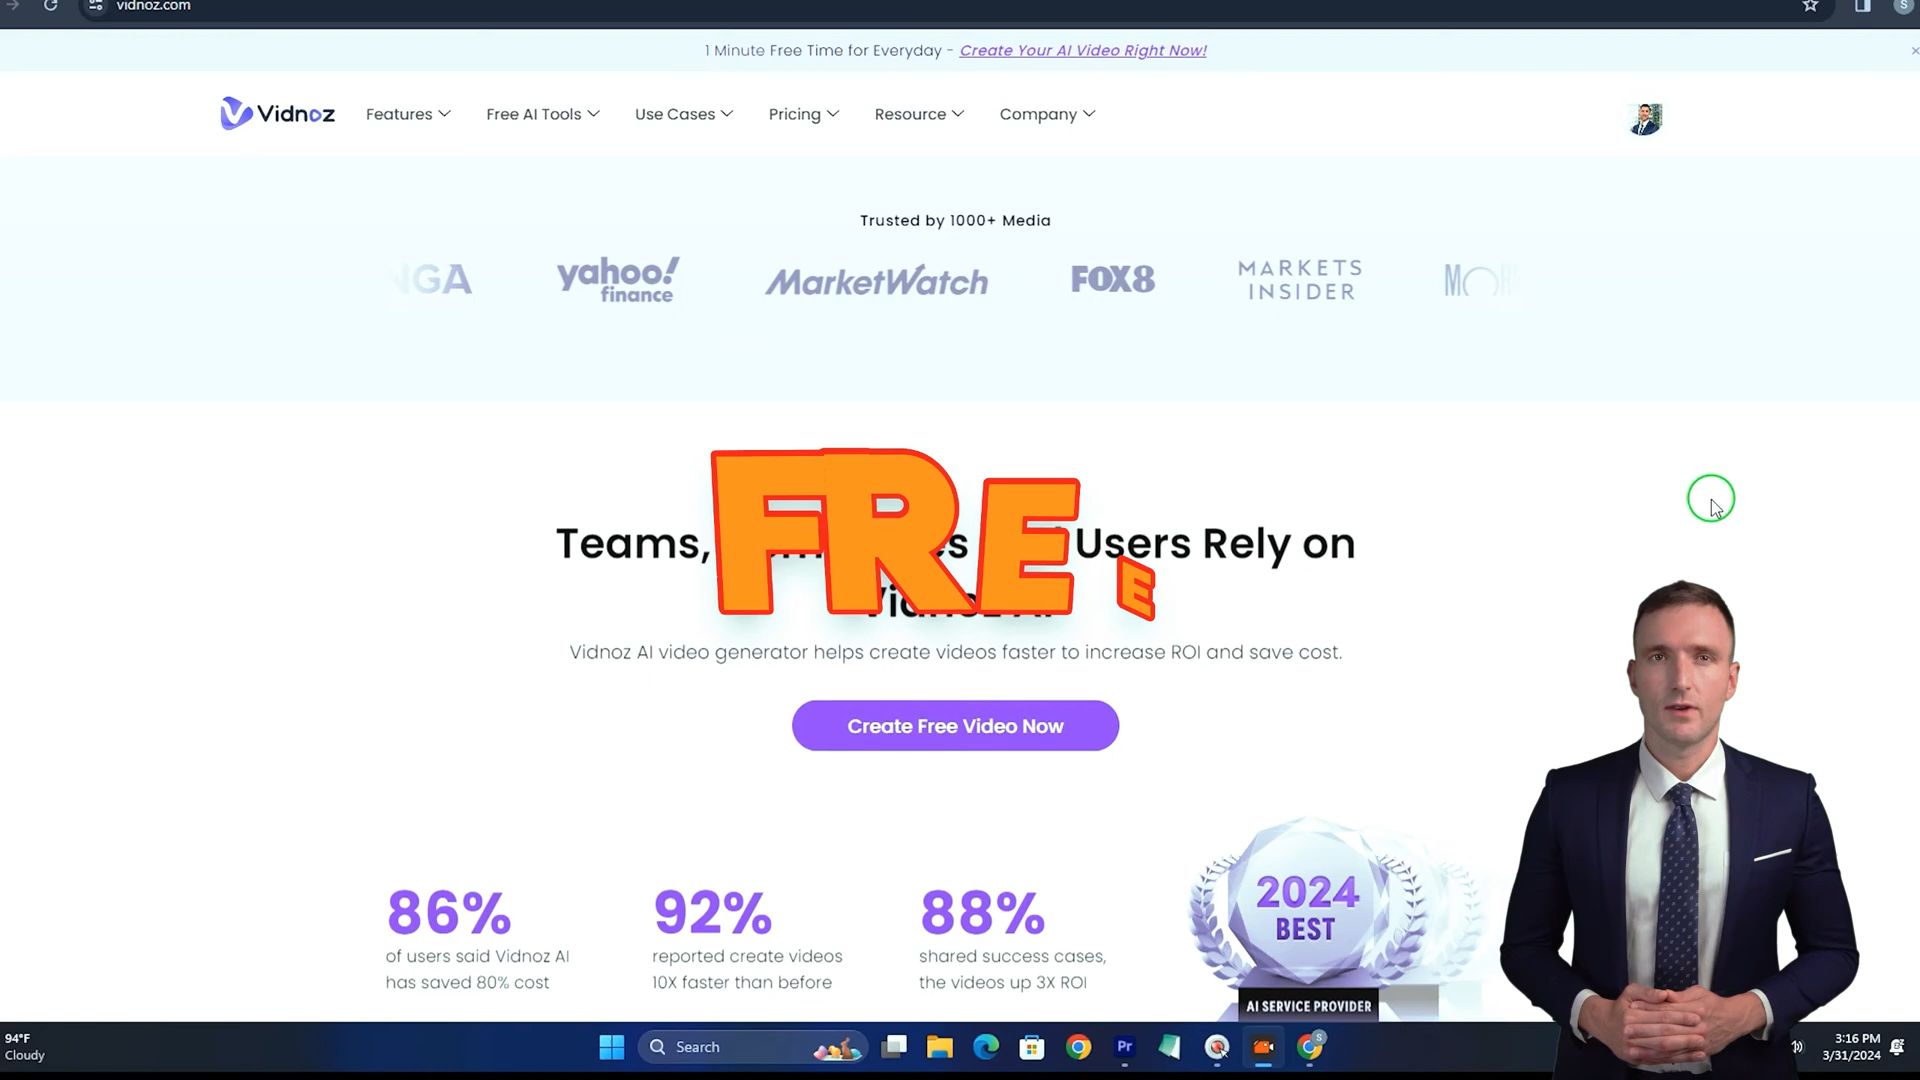 vidnoz.com
S
1 Minute Free Time for Everyday - Create Your AI Video Right Now!
Vidnoz Features Free AI Tools Use Cases Pricing Resource Company
Trusted by 1000+ Media
NGA yahoo! finance MarketWatch FOX8 MARKETS INSIDER
FREE
Teams, Users Rely on
Vidnoz AI video generator helps create videos faster to increase ROI and save cost.
Create Free Video Now
86% 92% 88%
of users said Vidnoz AI
has saved 80% cost
reported create videos
10X faster than before
shared success cases,
the videos up 3X ROI
2024
BEST
AI SERVICE PROVIDER
94°F
Cloudy
Search
Pr
S
3:16 PM
3/31/2024